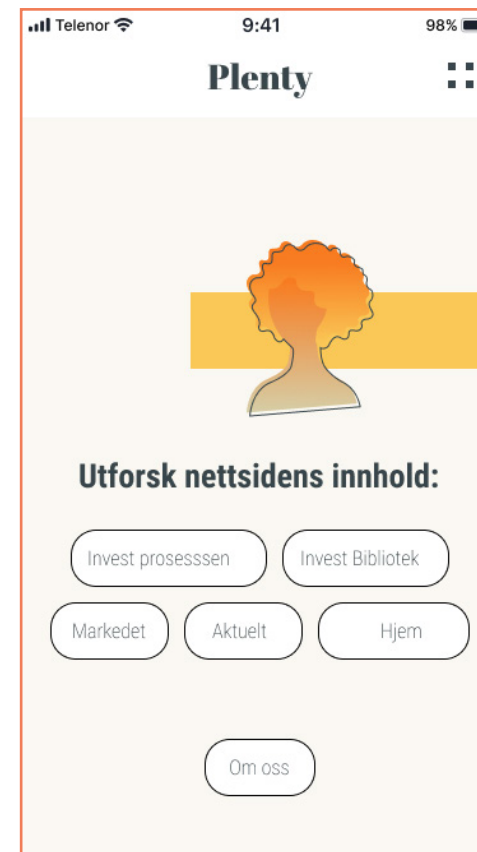 Telenor 9:41 98%
Plenty
Utforsk nettsidens innhold:
Invest prosesssen Invest Bibliotek
Markedet Aktuelt Hjem
Om oss